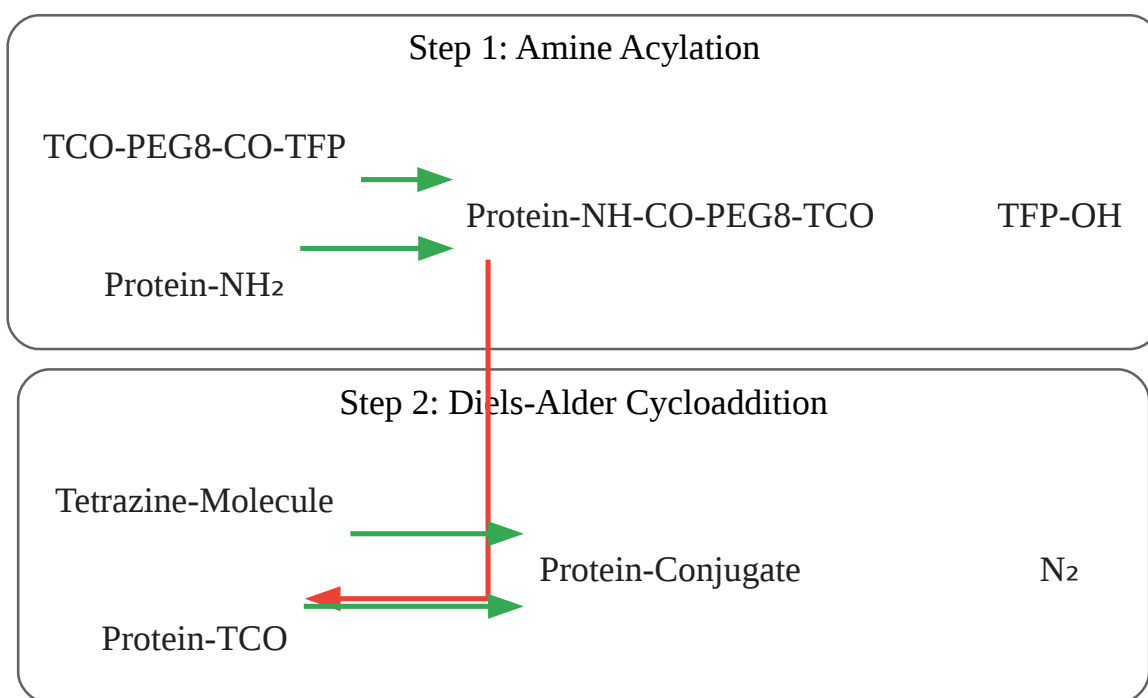 Step 1: Amine Acylation
TCO-PEG8-CO-TFP
Protein-NH-CO-PEG8-TCO
TFP-OH
Protein-NH₂
Step 2: Diels-Alder Cycloaddition
Tetrazine-Molecule
Protein-Conjugate
N₂
Protein-TCO